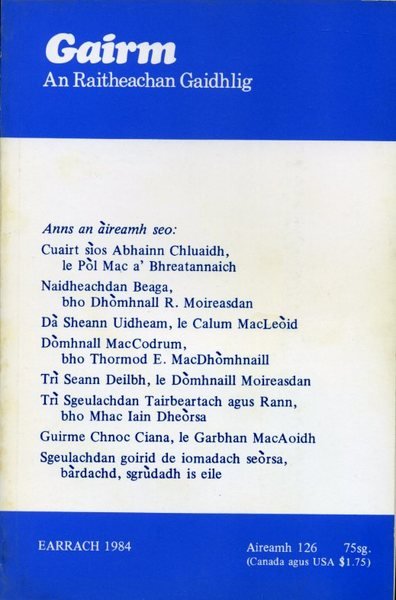 Gairm
An Raitheachan Gaidhlig
Anns an àireamh seo:
Cuairt sìos Abhainn Chluaidh,
le Pòl Mac a' Bhreatannaich
Naidheachdan Beaga,
bho Dhòmhnall R. Moireasdan
Dà Sheann Uidheam, le Calum MacLeòid
Dòmhnall MacCodrum,
bho Thormod E. MacDhòmhnaill
Trì Seann Deilbh, le Dòmhnaill Moireasdan
Trì Sgeulachdan Tairbeartach agus Rann,
bho Mhac Iain Dheòrsa
Guirme Chnoc Ciana, le Garbhan MacAoidh
Sgeulachdan goirid de iomadach seòrsa,
bàrdachd, sgrùdadh is eile
EARRACH 1984
Aireamh 126 75sg.
(Canada agus USA $1.75)